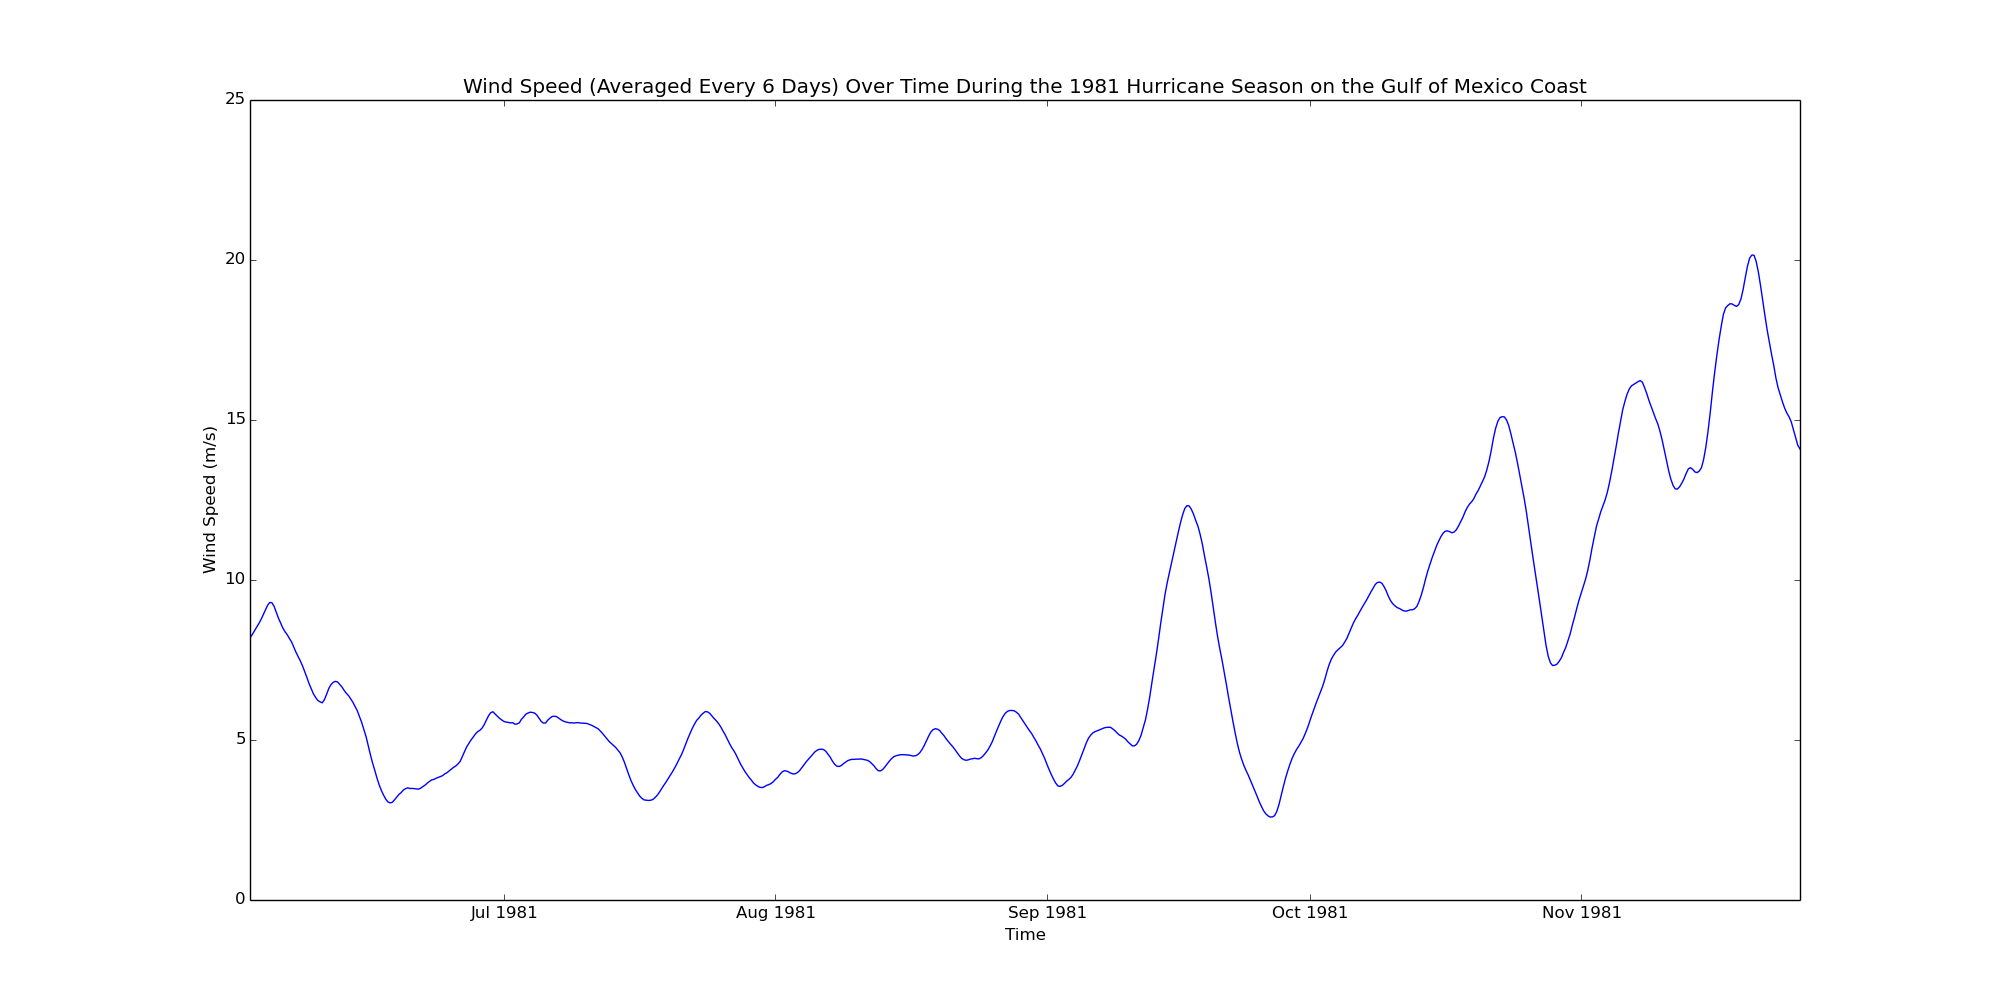 Wind Speed (Averaged Every 6 Days) Over Time During the 1981 Hurricane Season on the Gulf of Mexico Coast
25
20
15
10
5
0
Wind Speed (m/s)
Jul 1981
Aug 1981
Sep 1981
Oct 1981
Nov 1981
Time